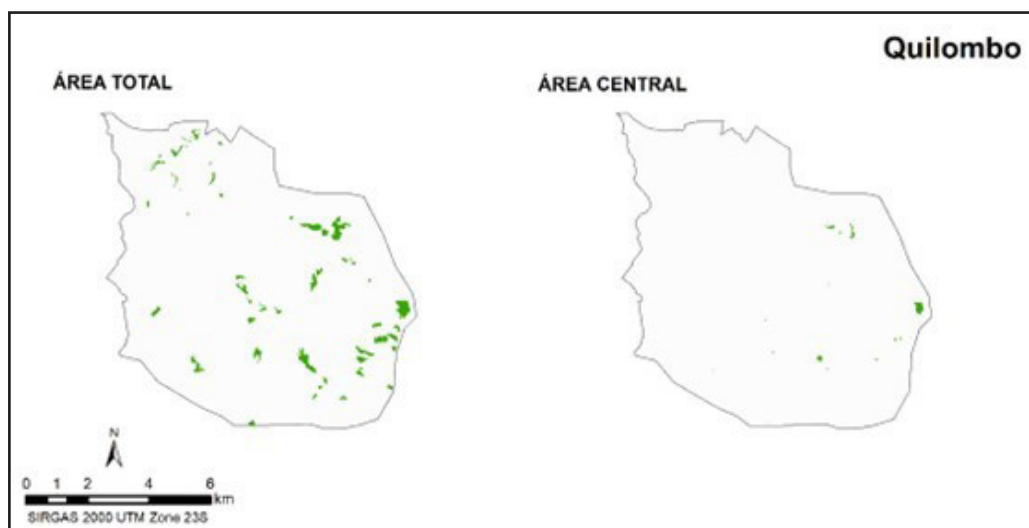 Quilombo
ÁREA TOTAL
ÁREA CENTRAL
N
0 1 2 4 6
km
SIRGAS 2000 UTM Zone 23S